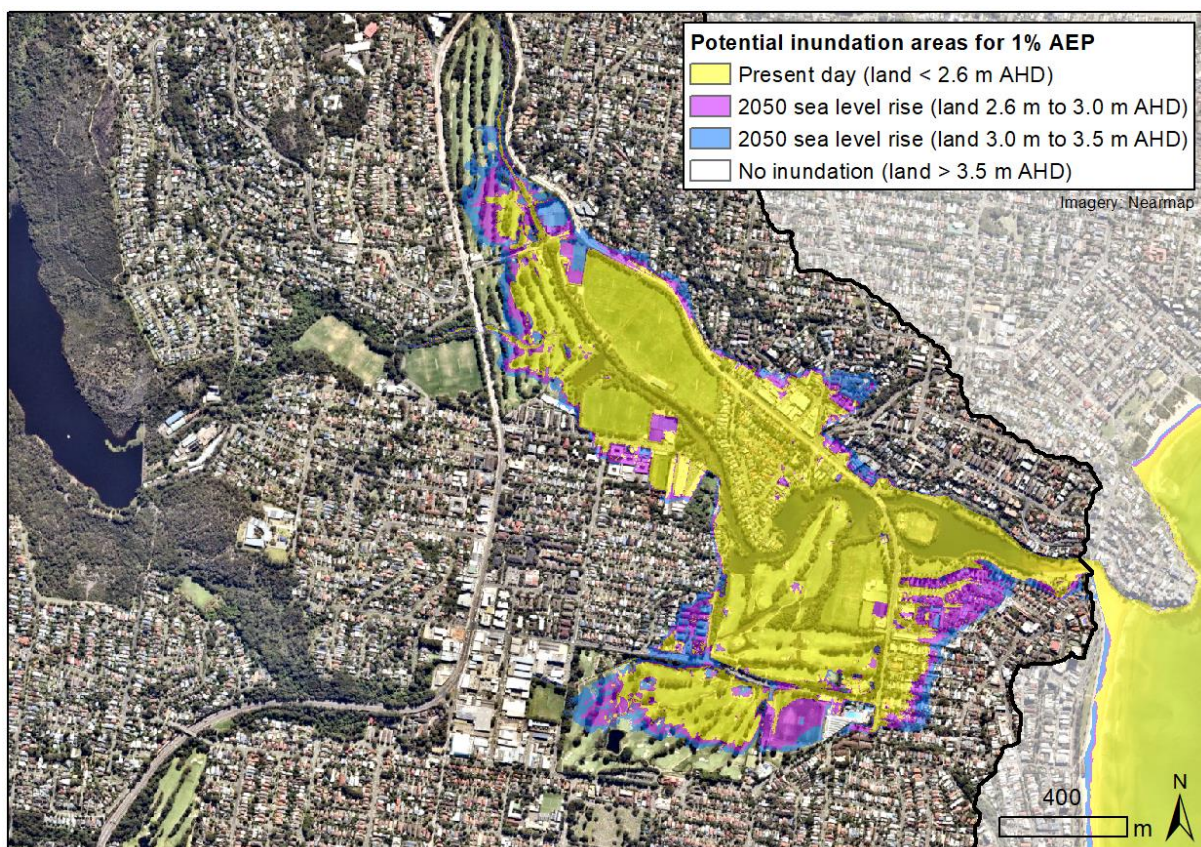 Potential inundation areas for 1% AEP
Present day (land < 2.6 m AHD)
2050 sea level rise (land 2.6 m to 3.0 m AHD)
2050 sea level rise (land 3.0 m to 3.5 m AHD)
No inundation (land > 3.5 m AHD)
Imagery: Nearmap
N
400
m